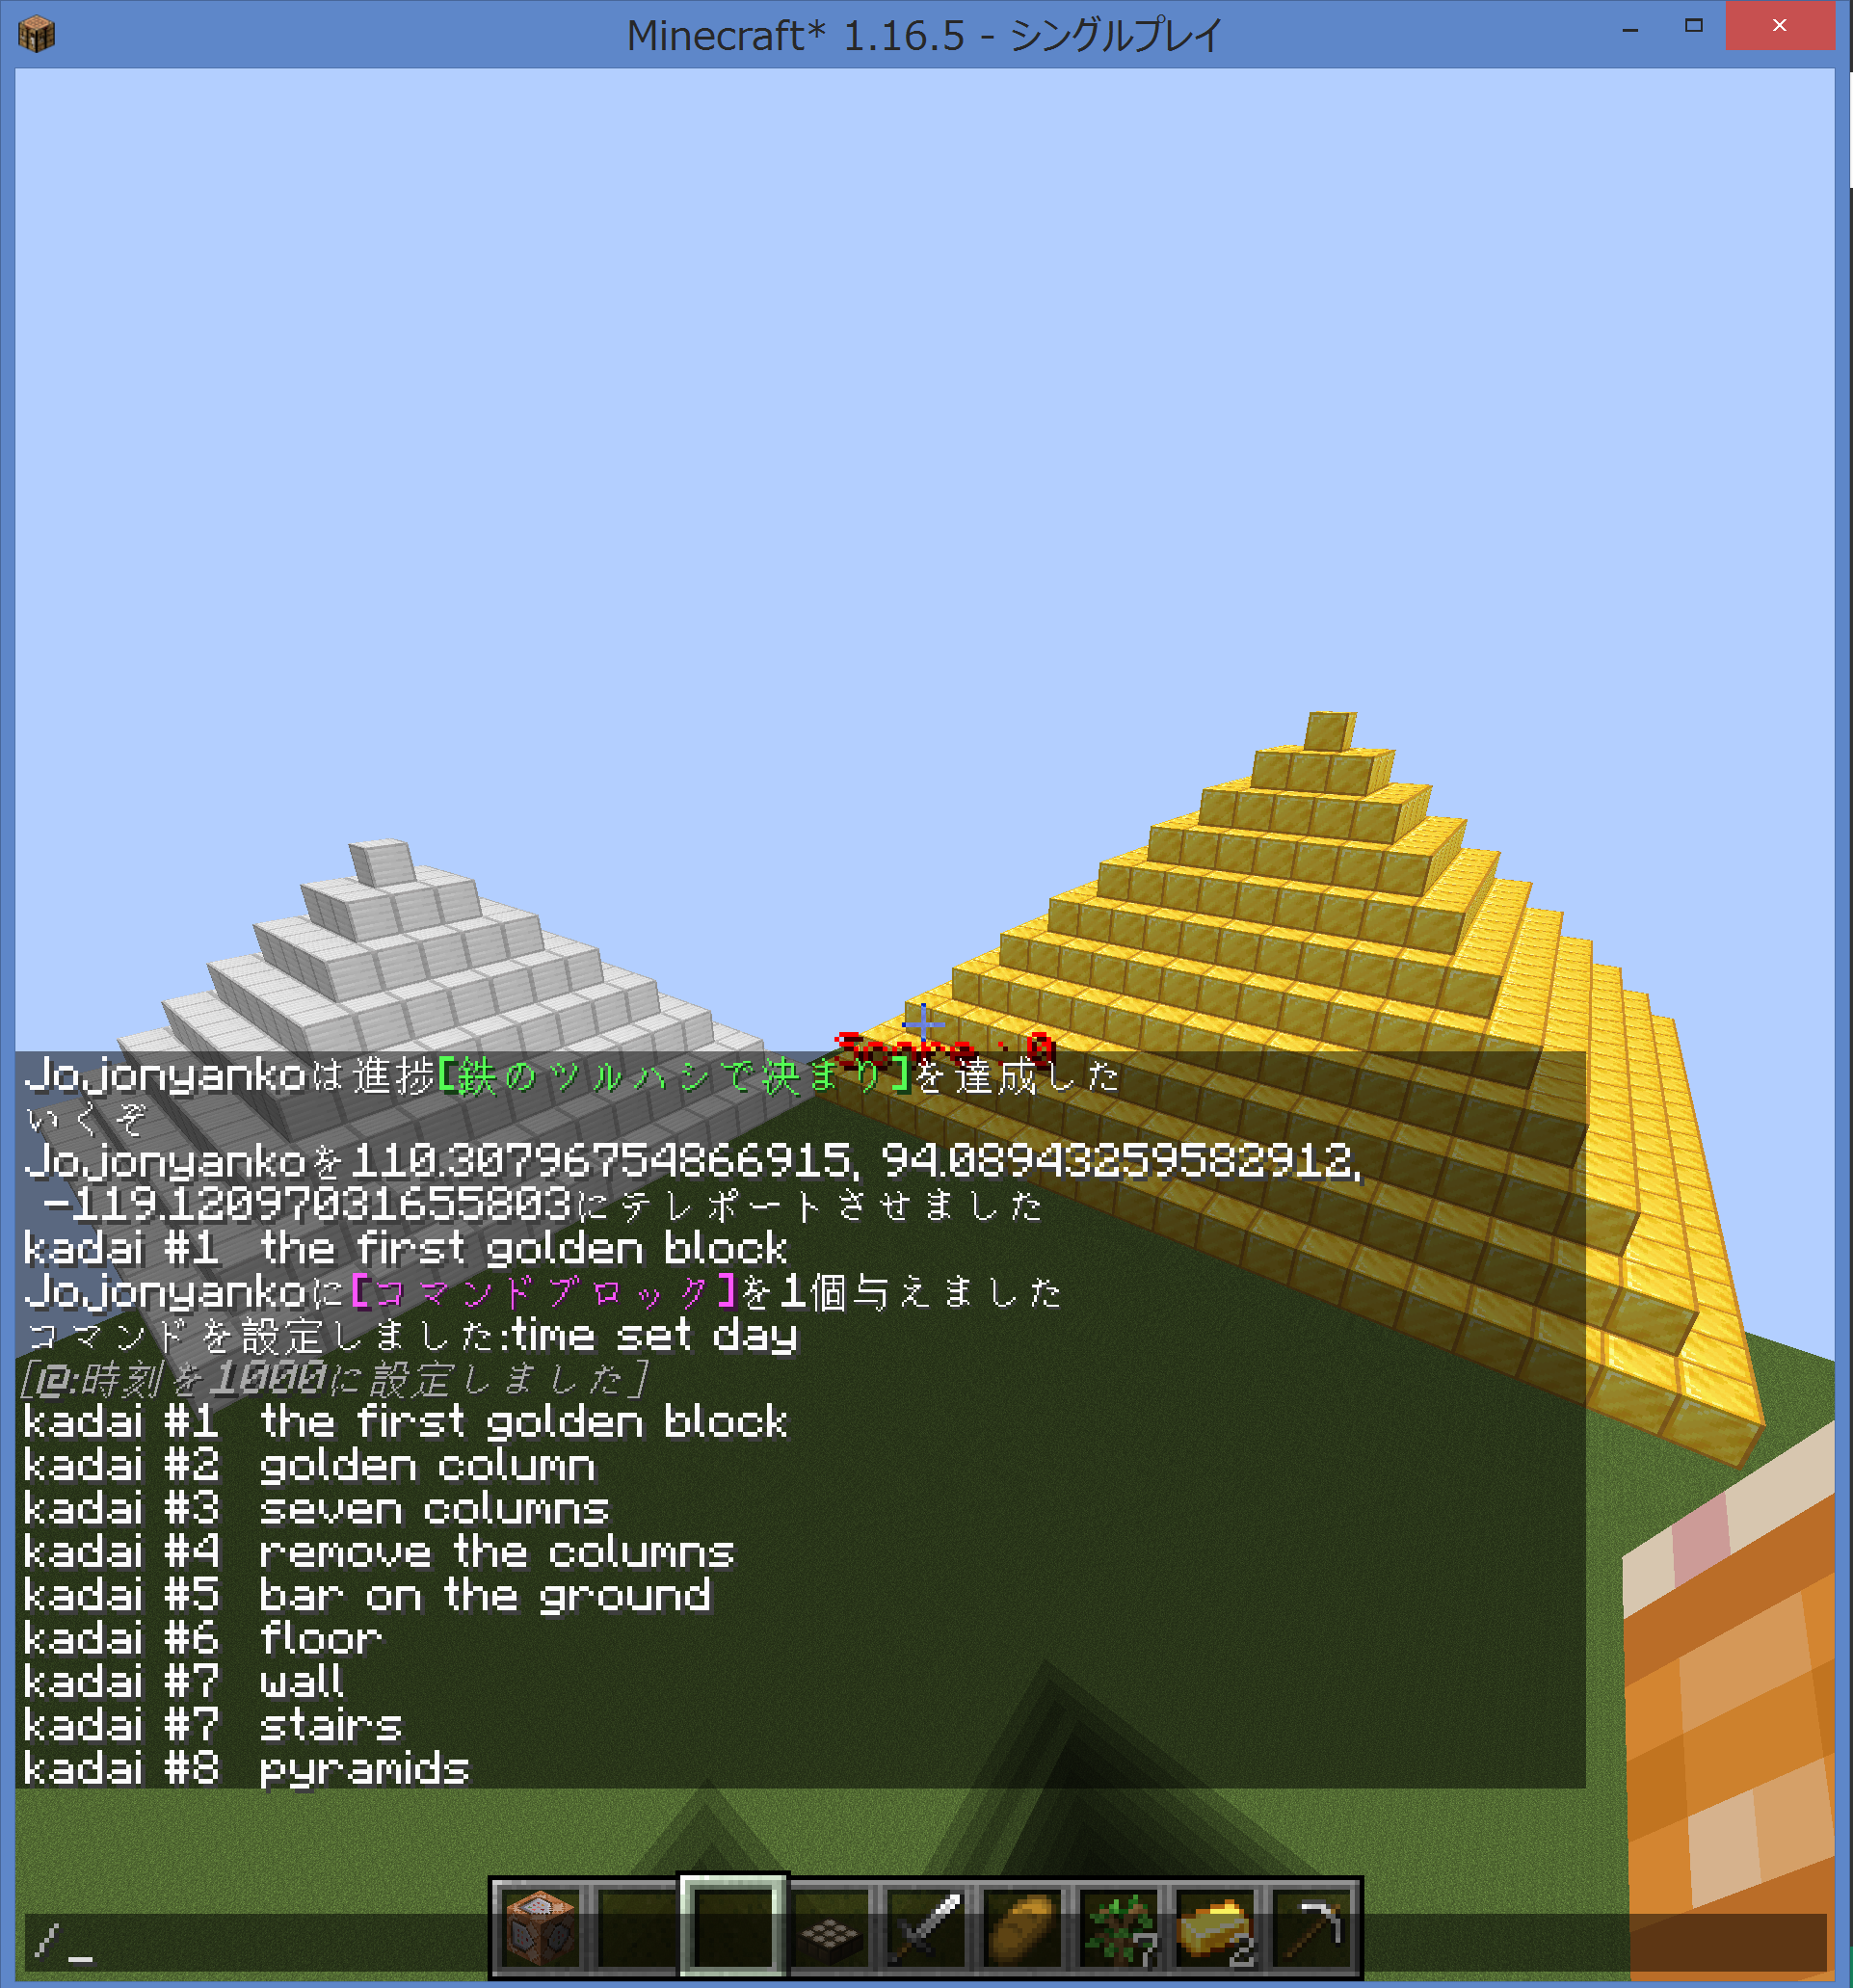 Minecraft* 1.16.5 - シングルプレイ
Score : 0
Jojonyankoは進捗[鉄のツルハシで決まり]を達成した
いくぞ
Jojonyankoを110.30796754866915, 94.08949259582912,
-119.12097031655803にテレポートさせました
kadai #1 the first golden block
Jojonyankoに[コマンドブロック]を1個与えました
コマンドを設定しました:time set day
[@:時刻を1000に設定しました]
kadai #1 the first golden block
kadai #2 golden column
kadai #3 seven columns
kadai #4 remove the columns
kadai #5 bar on the ground
kadai #6 floor
kadai #7 wall
kadai #7 stairs
kadai #8 pyramids
7 2
/_